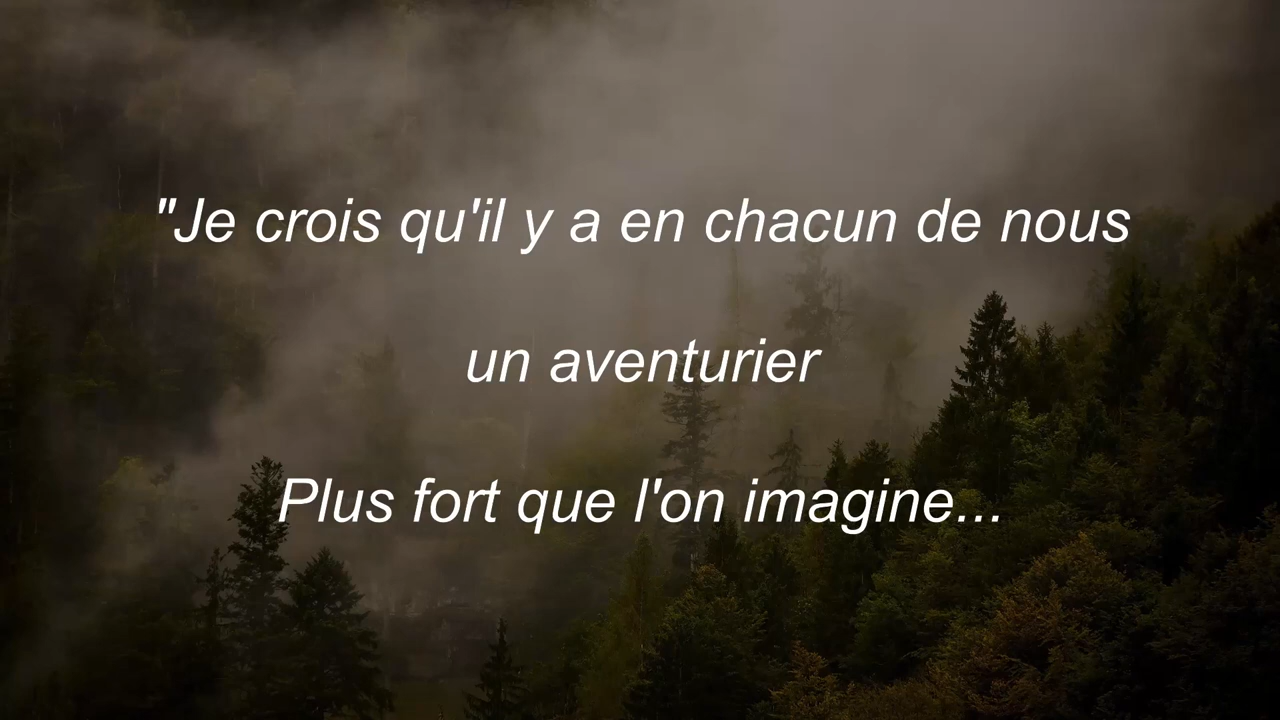 "Je crois qu'il y a en chacun de nous
un aventurier
Plus fort que l'on imagine...